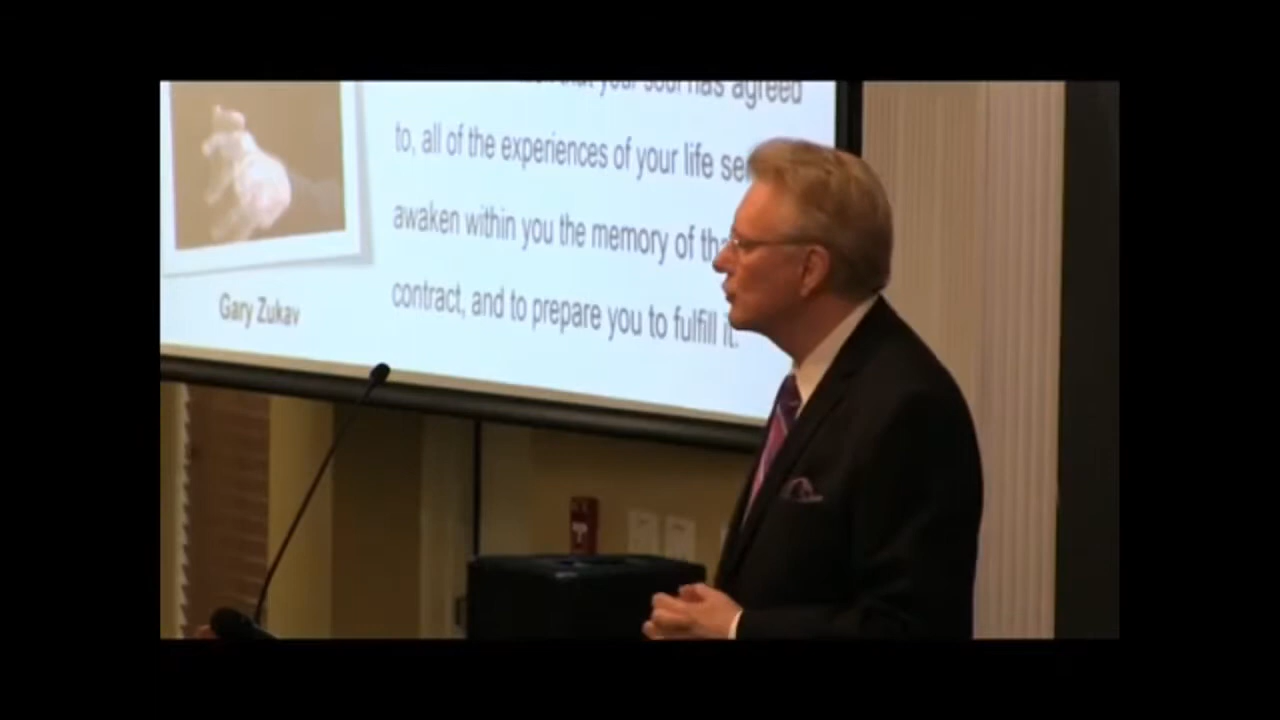 that your soul has agreed
to, all of the experiences of your life
awaken within you the memory of
contract, and to prepare you to fulfill it.
Gary Zukav